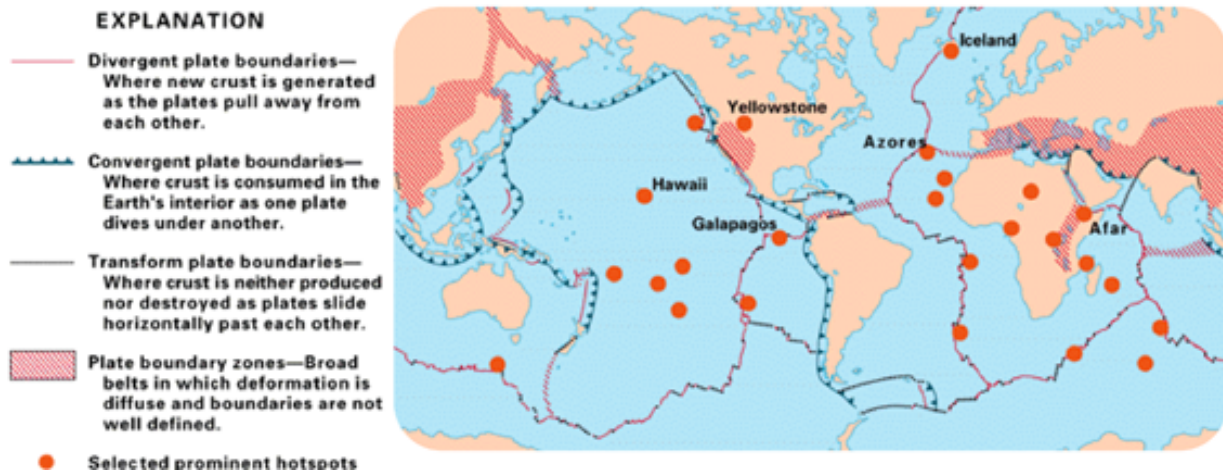 EXPLANATION
Divergent plate boundaries—
Where new crust is generated
as the plates pull away from
each other.
Convergent plate boundaries—
Where crust is consumed in the
Earth's interior as one plate
dives under another.
Transform plate boundaries—
Where crust is neither produced
nor destroyed as plates slide
horizontally past each other.
Plate boundary zones—Broad
belts in which deformation is
diffuse and boundaries are not
well defined.
Selected prominent hotspots
Iceland
Yellowstone
Azores
Hawaii
Galapagos
Afar